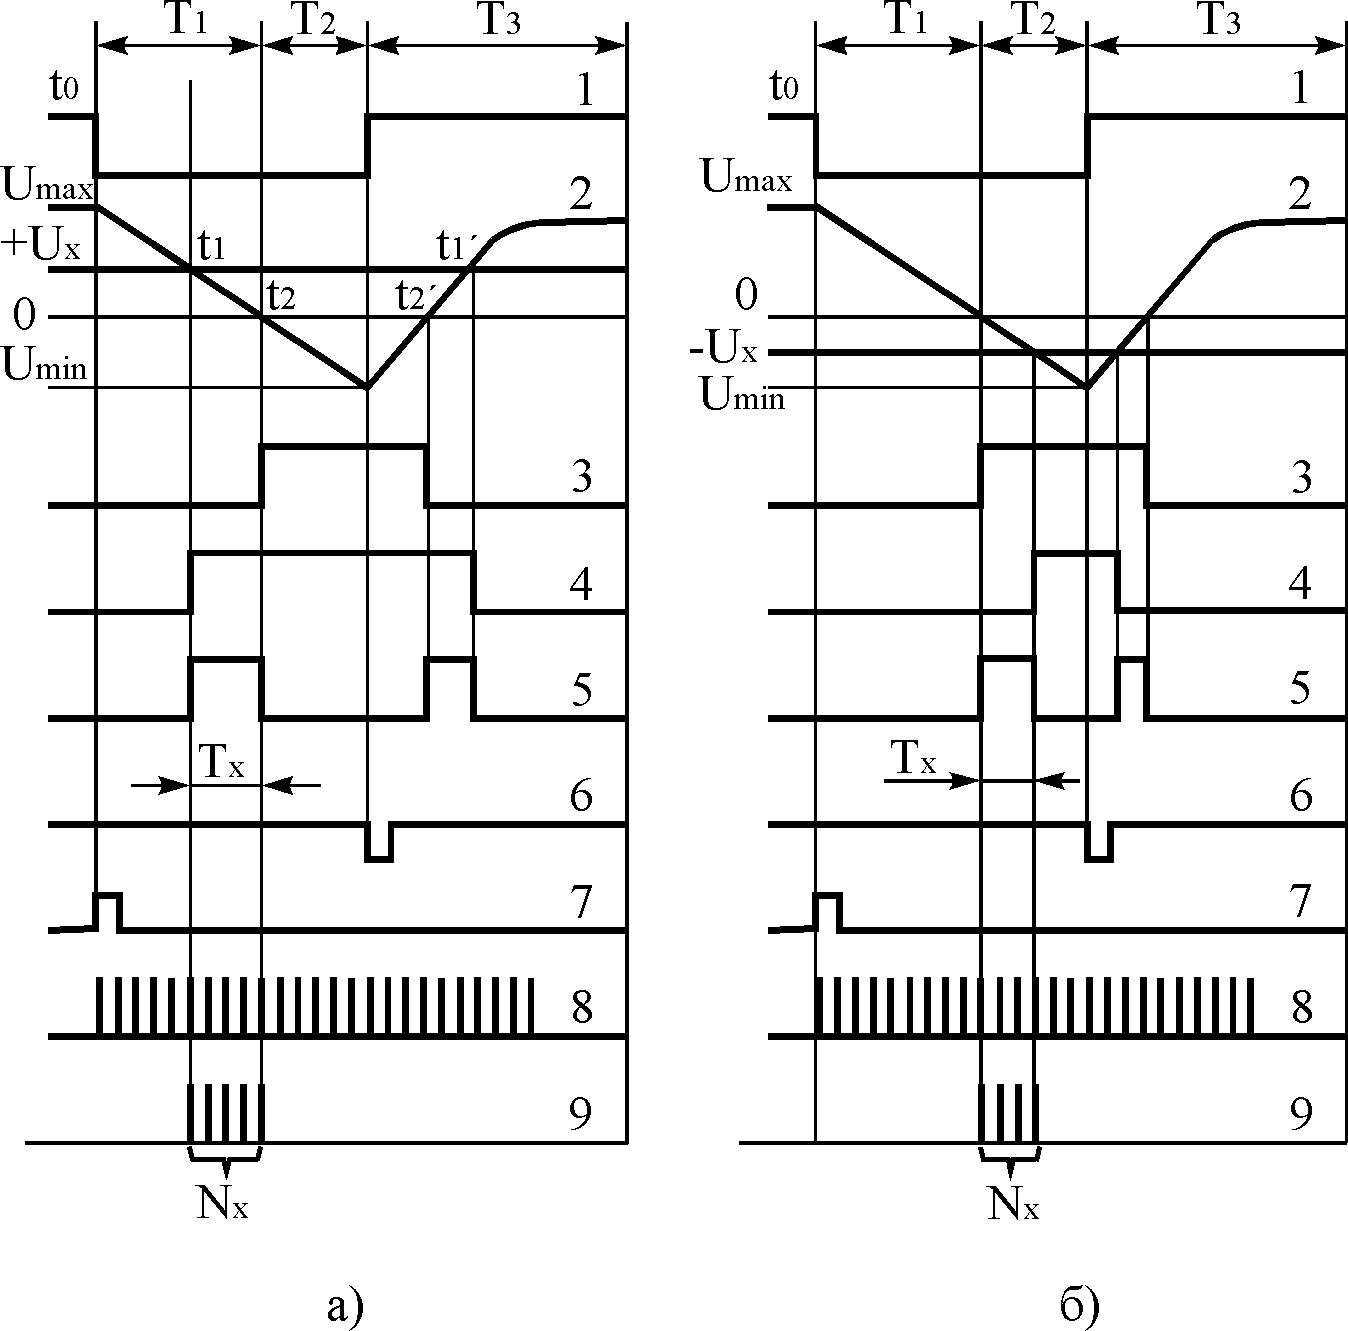 T1 T2 T3
t0 1
Umax 2
+Ux t1 t1´
0 t2 t2´
Umin
3
4
5
Tx
6
7
8
9
Nx
а)
T1 T2 T3
t0 1
Umax 2
0
-Ux
Umin
3
4
5
Tx
6
7
8
9
Nx
б)